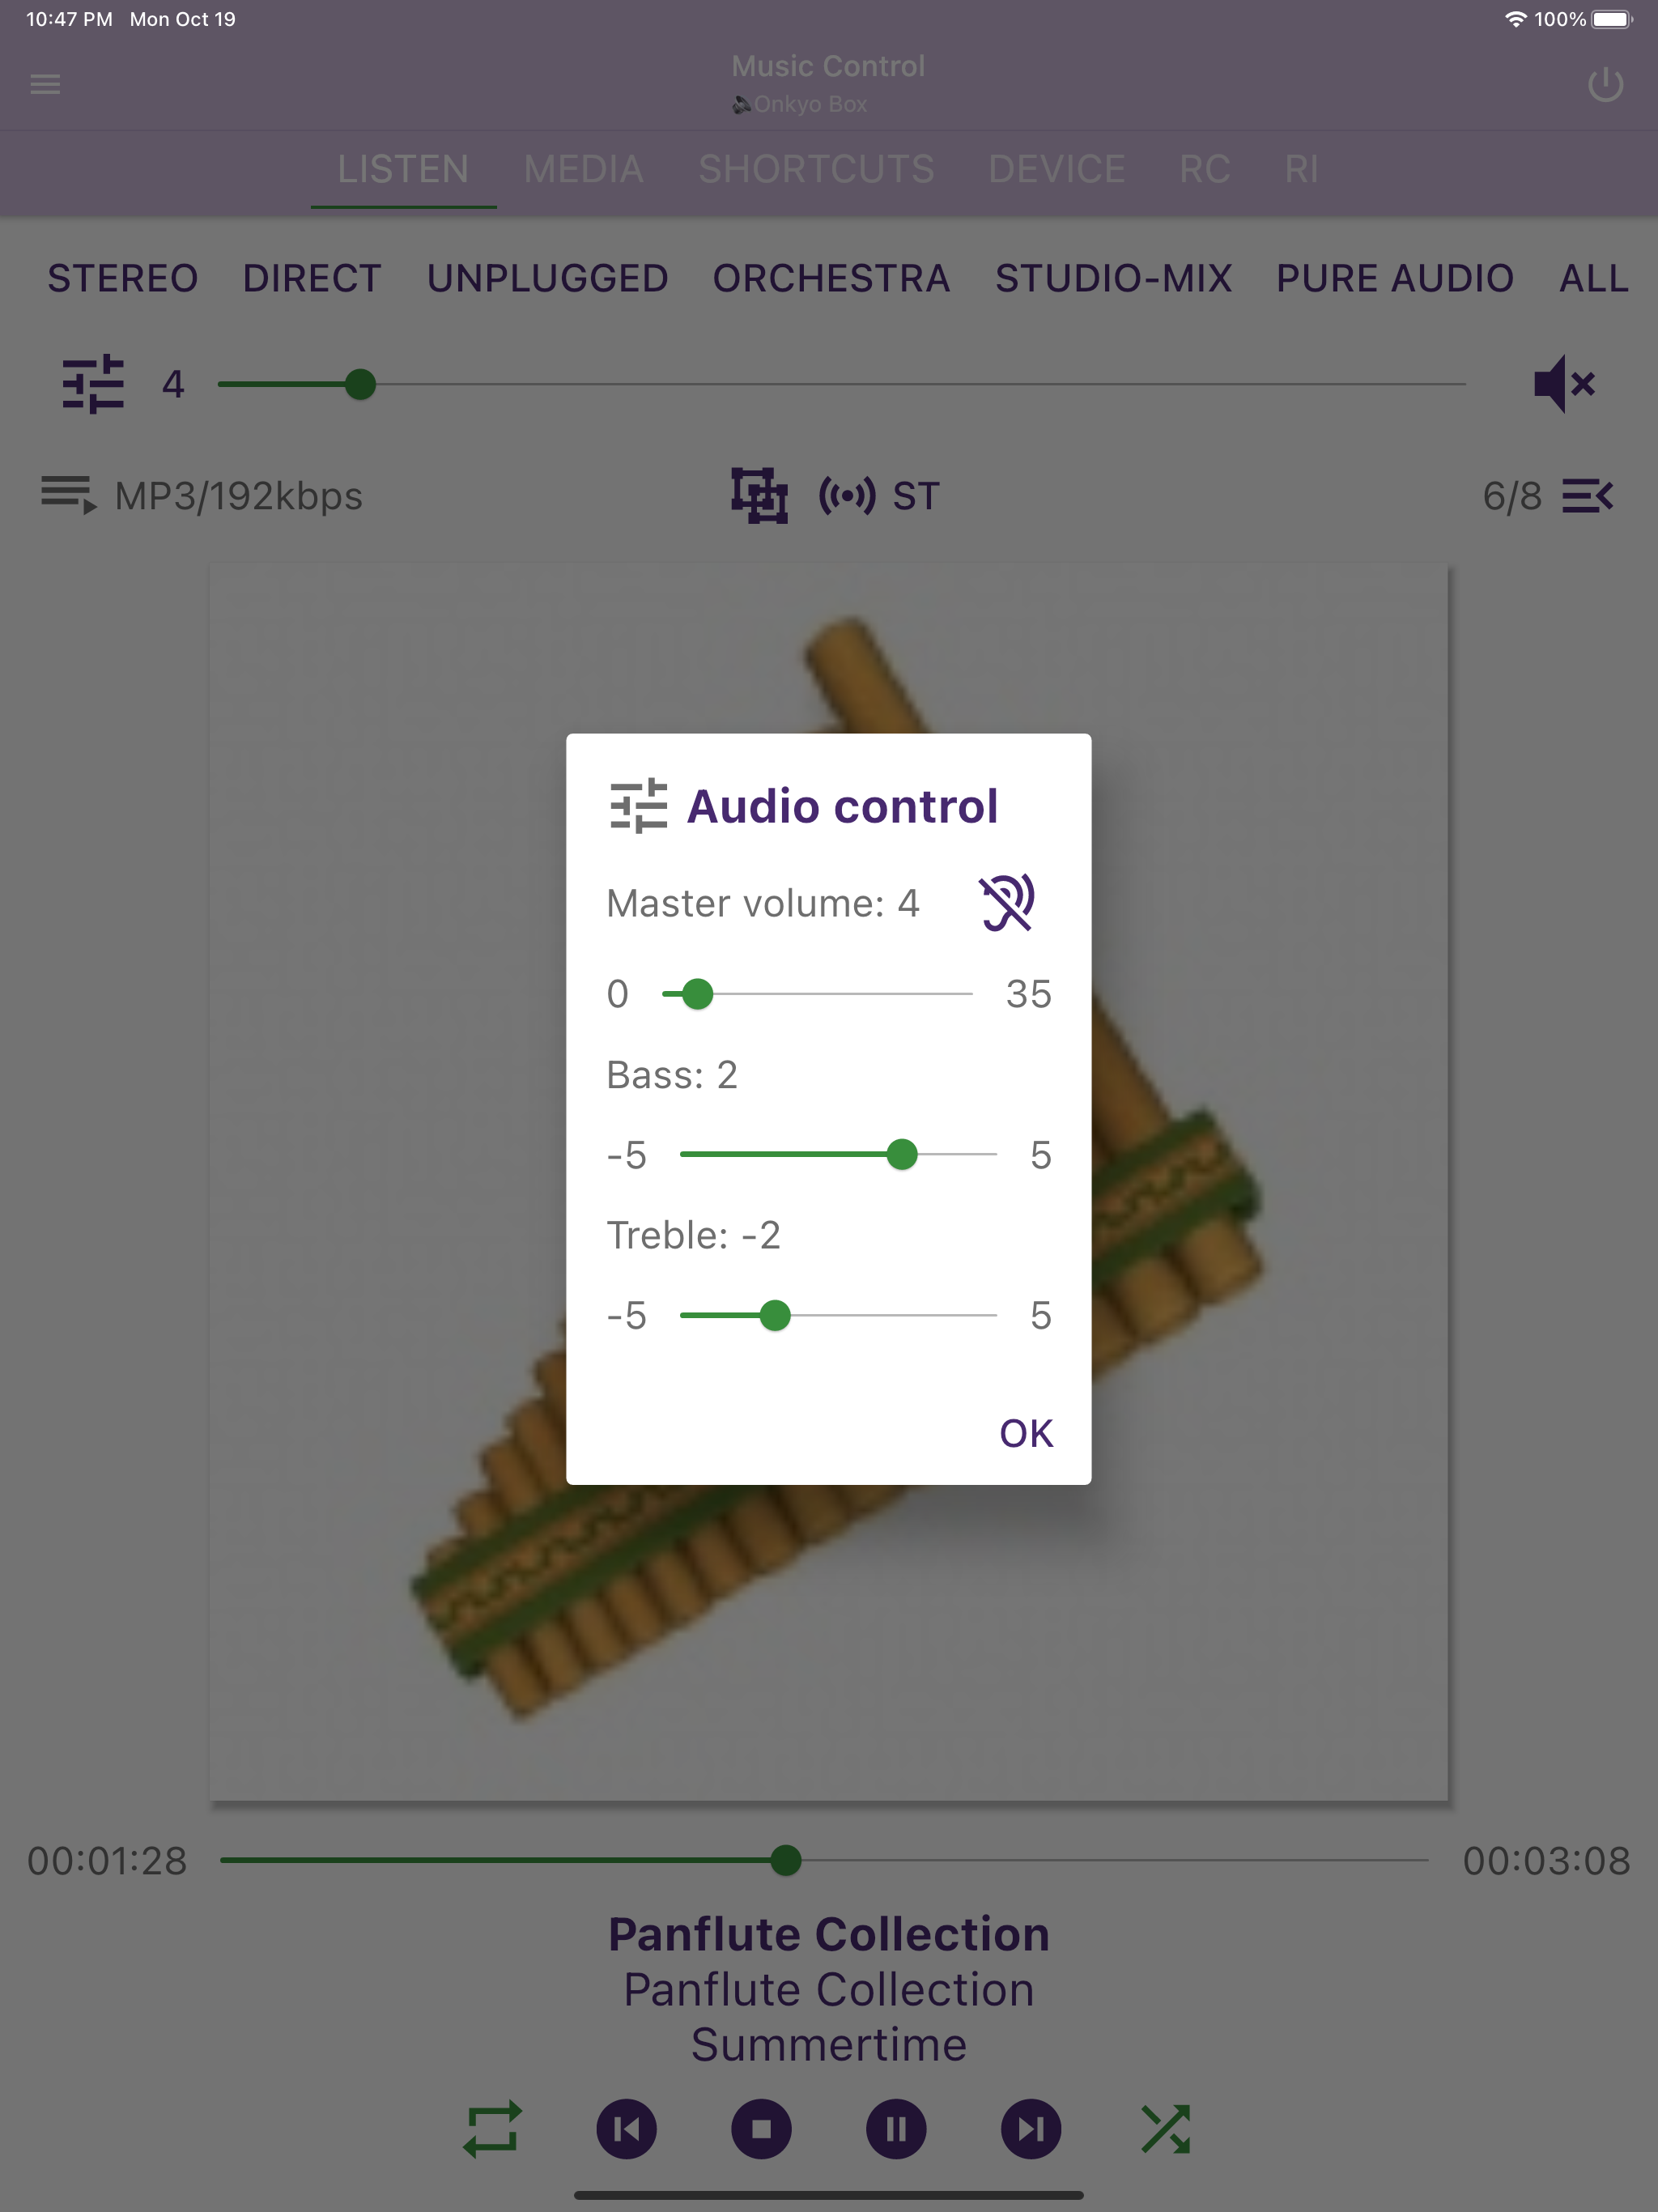 10:47 PM Mon Oct 19 100%
Music Control
Onkyo Box
LISTEN MEDIA SHORTCUTS DEVICE RC RI
STEREO DIRECT UNPLUGGED ORCHESTRA STUDIO-MIX PURE AUDIO ALL
4
MP3/192kbps ST 6/8
Audio control
Master volume: 4
0 35
Bass: 2
-5 5
Treble: -2
-5 5
OK
00:01:28 00:03:08
Panflute Collection
Panflute Collection
Summertime